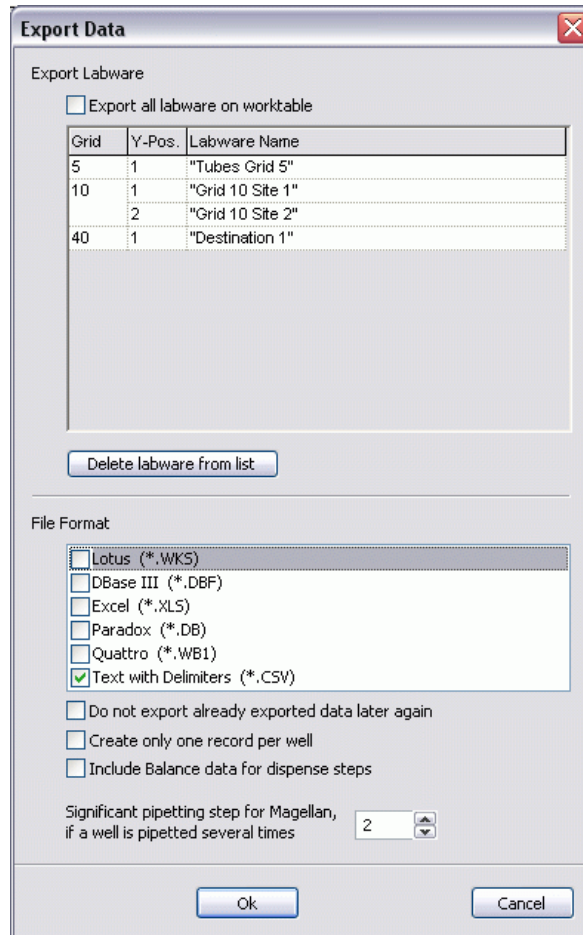 Export Data
Export Labware
Export all labware on worktable
Grid Y-Pos. Labware Name
5 1 "Tubes Grid 5"
10 1 "Grid 10 Site 1"
2 "Grid 10 Site 2"
40 1 "Destination 1"
Delete labware from list
File Format
Lotus (*.WKS)
DBase III (*.DBF)
Excel (*.XLS)
Paradox (*.DB)
Quattro (*.WB1)
Text with Delimiters (*.CSV)
Do not export already exported data later again
Create only one record per well
Include Balance data for dispense steps
Significant pipetting step for Magellan,
if a well is pipetted several times 2
Ok Cancel